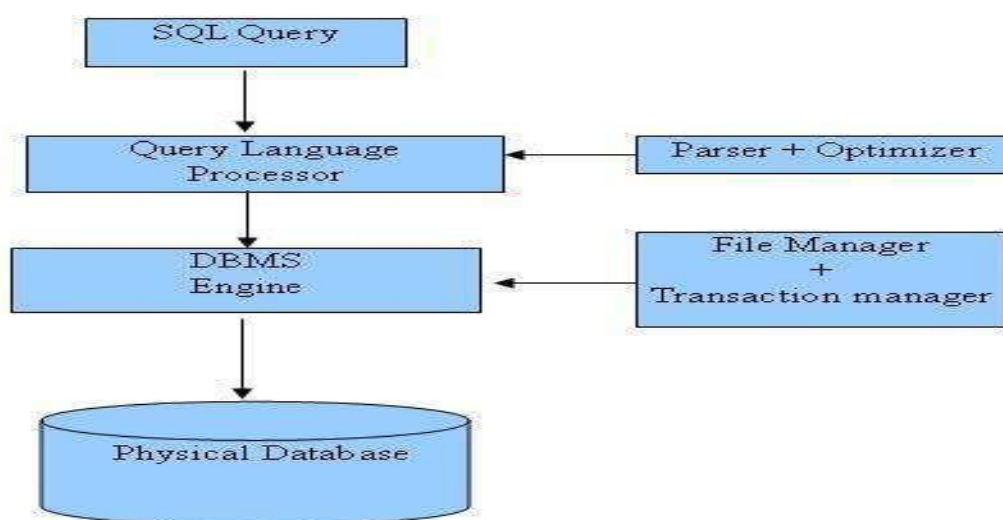 SQL Query
Query Language
Processor
Parser + Optimizer
DBMS
Engine
File Manager
+
Transaction manager
Physical Database